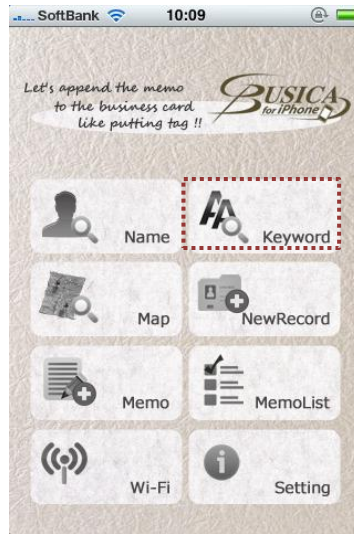 SoftBank 10:09
Let's append the memo
to the business card
like putting tag !!
BUSICA
for iPhone
Name
Keyword
Map
NewRecord
Memo
MemoList
Wi-Fi
Setting